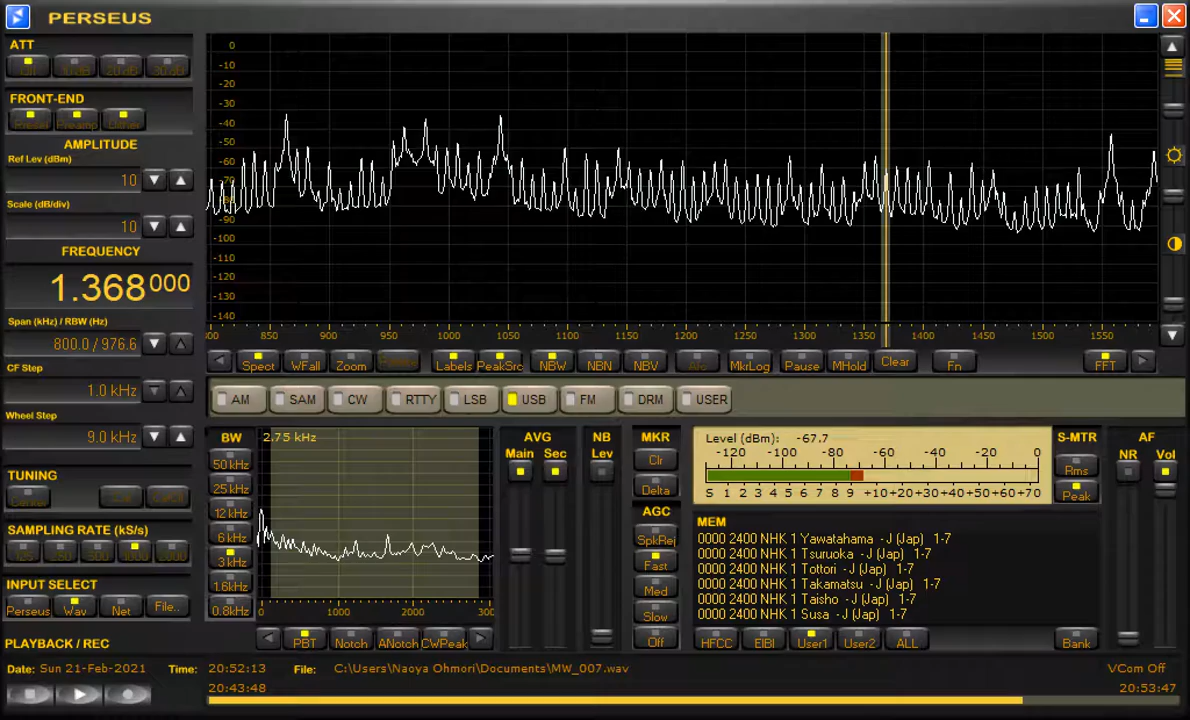 PERSEUS
ATT
10 dB
20 dB
30 dB
FRONT-END
Presel
Preamp
Dither
AMPLITUDE
Ref Lev (dBm)
10
Scale (dB/div)
10
FREQUENCY
1.368000
Span (kHz) / RBW (Hz)
800.0 / 976.6
CF Step
1.0 kHz
Wheel Step
9.0 kHz
TUNING
SAMPLING RATE (kS/s)
INPUT SELECT
Perseus Wav Net File..
PLAYBACK / REC
0
-10
-20
-30
-40
-50
-60
-70
-80
-90
-100
-110
-120
-130
-140
850 900 950 1000 1050 1100 1150 1200 1250 1300 1350 1400 1450 1500 1550
Spect WFall Zoom Labels PeakSrc NBW NBN NBV Afc MkrLog Pause MHold Clear Fn FFT
AM SAM CW RTTY LSB USB FM DRM USER
BW
50 kHz
25 kHz
12 kHz
6 kHz
3 kHz
1.6kHz
0.8kHz
2.75 kHz
0 1000 2000 300
PBT Notch ANotch CWPeak
AVG
Main Sec
NB
Lev
MKR
Clr
Delta
AGC
SpkRej
Fast
Med
Slow
Off
Level (dBm): -67.7
-120 -100 -80 -60 -40 -20 0
S 1 2 3 4 5 6 7 8 9 +10 +20 +30 +40 +50 +60 +70
S-MTR
Rms
Peak
AF
NR Vol
MEM
0000 2400 NHK 1 Yawatahama - J (Jap) 1-7
0000 2400 NHK 1 Tsuruoka - J (Jap) 1-7
0000 2400 NHK 1 Tottori - J (Jap) 1-7
0000 2400 NHK 1 Takamatsu - J (Jap) 1-7
0000 2400 NHK 1 Taisho - J (Jap) 1-7
0000 2400 NHK 1 Susa - J (Jap) 1-7
HFCC EIBI User1 User2 ALL Bank
Date: Sun 21-Feb-2021 Time: 20:52:13 File: C:\Users\Naoya Ohmori\Documents\MW_007.wav VCom Off
20:43:48 20:53:47